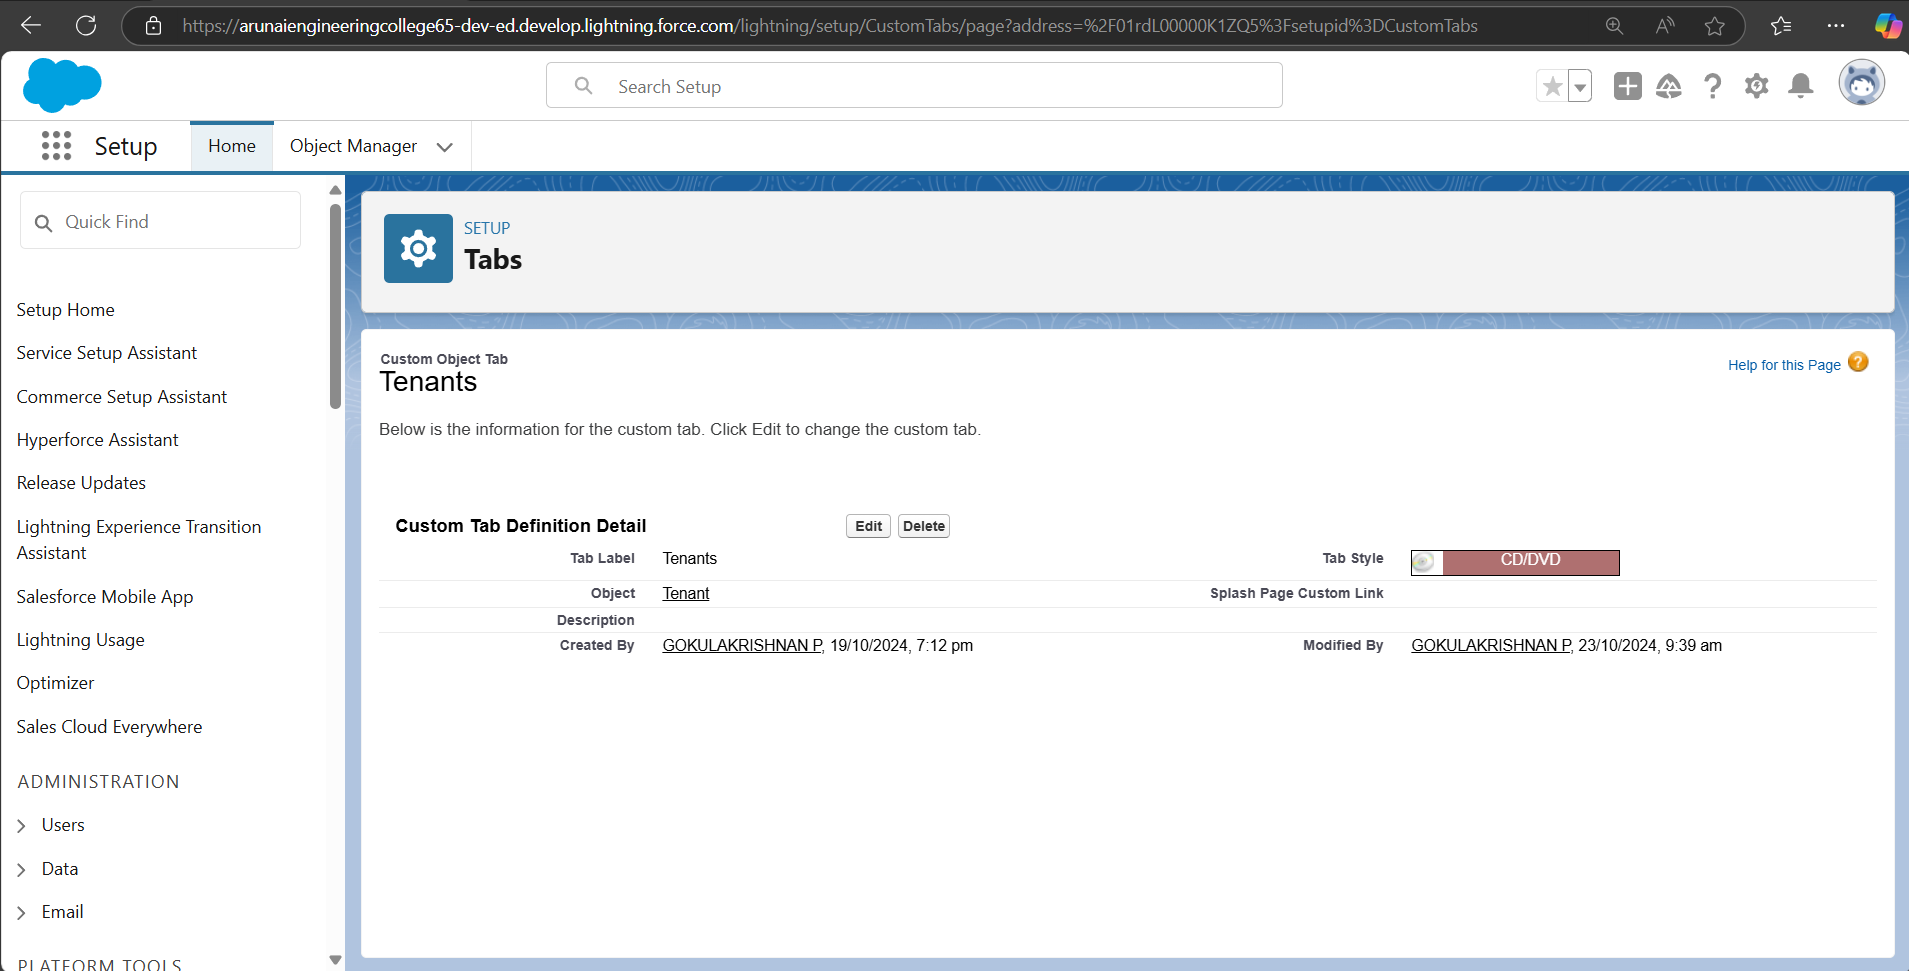 https://arunaiengineeringcollege65-dev-ed.develop.lightning.force.com/lightning/setup/CustomTabs/page?address=%2F01rdL00000K1ZQ5%3Fsetupid%3DCustomTabs
Search Setup
Setup
Home
Object Manager
Quick Find
Setup Home
Service Setup Assistant
Commerce Setup Assistant
Hyperforce Assistant
Release Updates
Lightning Experience Transition
Assistant
Salesforce Mobile App
Lightning Usage
Optimizer
Sales Cloud Everywhere
ADMINISTRATION
Users
Data
Email
PLATFORM TOOLS
SETUP
Tabs
Custom Object Tab
Tenants
Help for this Page
Below is the information for the custom tab. Click Edit to change the custom tab.
Custom Tab Definition Detail
Edit
Delete
Tab Label Tenants
Tab Style CD/DVD
Object Tenant
Splash Page Custom Link
Description
Created By GOKULAKRISHNAN P, 19/10/2024, 7:12 pm
Modified By GOKULAKRISHNAN P, 23/10/2024, 9:39 am